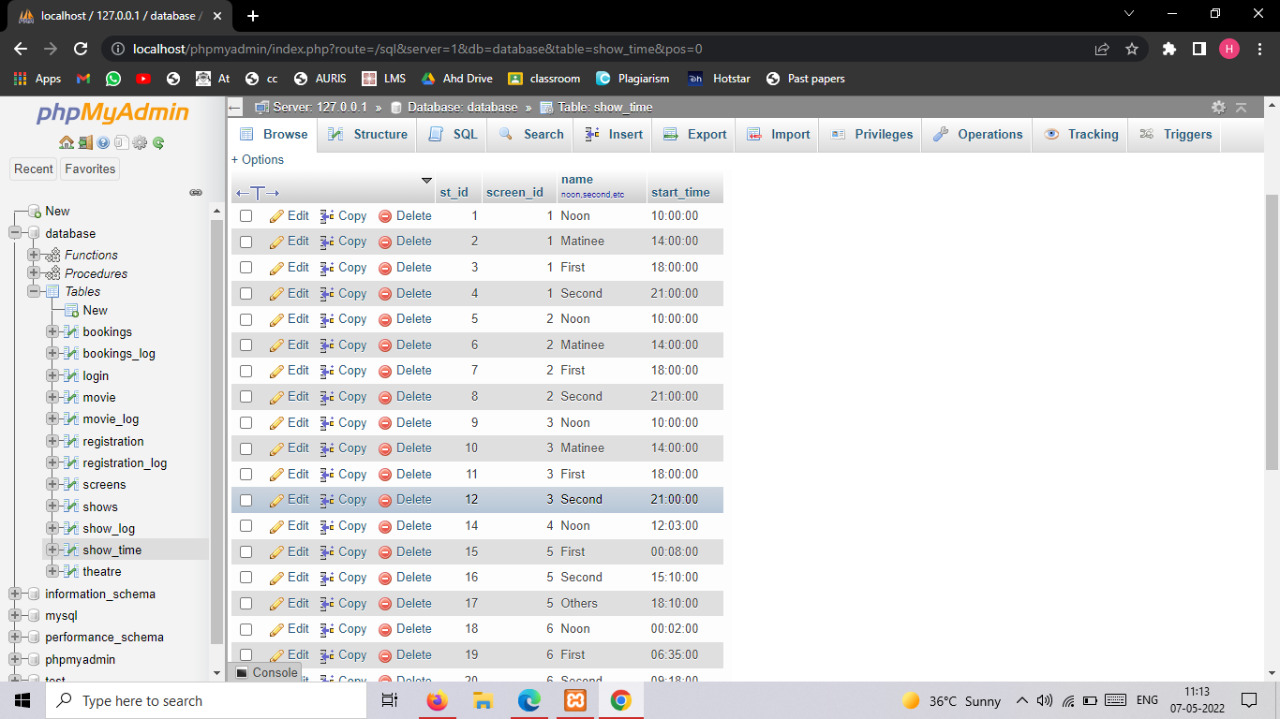 localhost / 127.0.0.1 / database /
localhost/phpmyadmin/index.php?route=/sql&server=1&db=database&table=show_time&pos=0
H
Apps At cc AURIS LMS Ahd Drive classroom Plagiarism Hotstar Past papers
phpMyAdmin
Recent Favorites
New
database
Functions
Procedures
Tables
New
bookings
bookings_log
login
movie
movie_log
registration
registration_log
screens
shows
show_log
show_time
theatre
information_schema
mysql
performance_schema
phpmyadmin
test
Server: 127.0.0.1 » Database: database » Table: show_time
Browse Structure SQL Search Insert Export Import Privileges Operations Tracking Triggers
+ Options
st_id screen_id name start_time
noon,second,etc
Edit Copy Delete 1 1 Noon 10:00:00
Edit Copy Delete 2 1 Matinee 14:00:00
Edit Copy Delete 3 1 First 18:00:00
Edit Copy Delete 4 1 Second 21:00:00
Edit Copy Delete 5 2 Noon 10:00:00
Edit Copy Delete 6 2 Matinee 14:00:00
Edit Copy Delete 7 2 First 18:00:00
Edit Copy Delete 8 2 Second 21:00:00
Edit Copy Delete 9 3 Noon 10:00:00
Edit Copy Delete 10 3 Matinee 14:00:00
Edit Copy Delete 11 3 First 18:00:00
Edit Copy Delete 12 3 Second 21:00:00
Edit Copy Delete 14 4 Noon 12:03:00
Edit Copy Delete 15 5 First 00:08:00
Edit Copy Delete 16 5 Second 15:10:00
Edit Copy Delete 17 5 Others 18:10:00
Edit Copy Delete 18 6 Noon 00:02:00
Edit Copy Delete 19 6 First 06:35:00
Copy Delete 20 6 Second 09:18:00
Console
Type here to search
36°C Sunny
ENG
11:13
07-05-2022